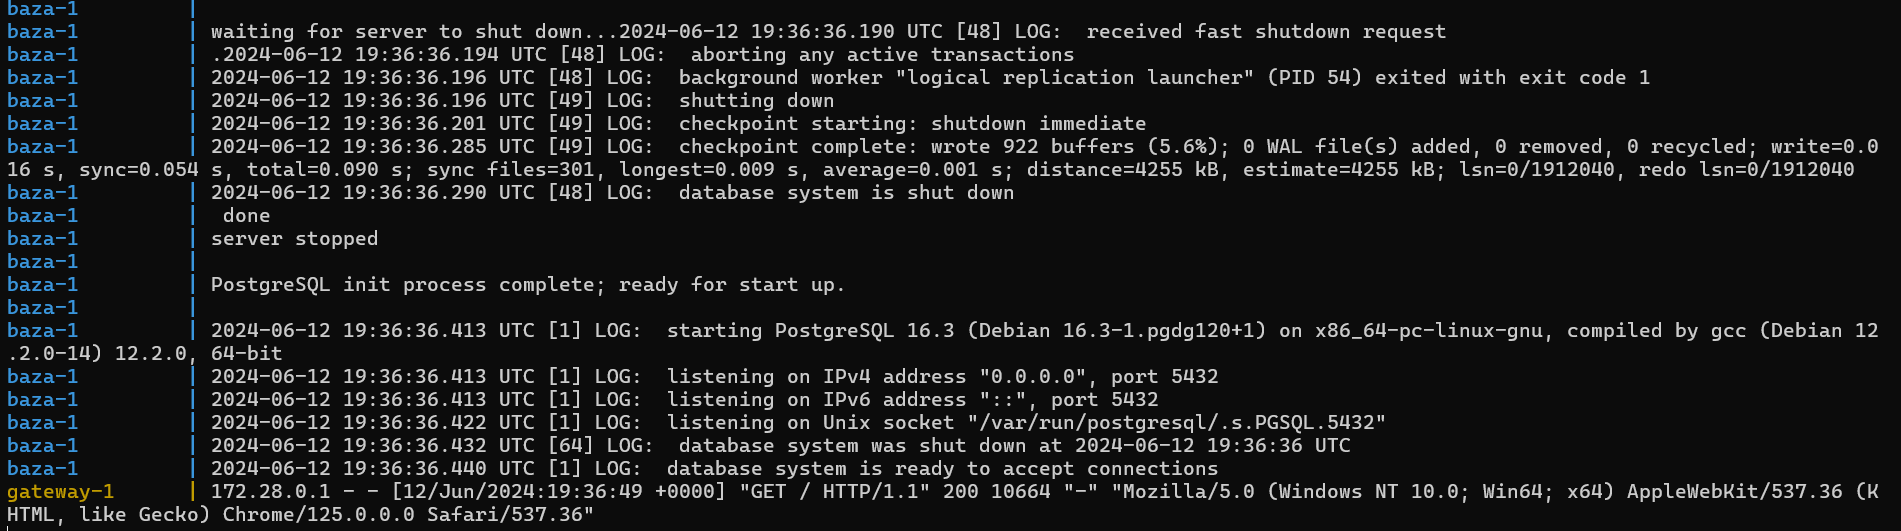 baza-1          |
baza-1          | waiting for server to shut down...2024-06-12 19:36:36.190 UTC [48] LOG:  received fast shutdown request
baza-1          | .2024-06-12 19:36:36.194 UTC [48] LOG:  aborting any active transactions
baza-1          | 2024-06-12 19:36:36.196 UTC [48] LOG:  background worker "logical replication launcher" (PID 54) exited with exit code 1
baza-1          | 2024-06-12 19:36:36.196 UTC [49] LOG:  shutting down
baza-1          | 2024-06-12 19:36:36.201 UTC [49] LOG:  checkpoint starting: shutdown immediate
baza-1          | 2024-06-12 19:36:36.285 UTC [49] LOG:  checkpoint complete: wrote 922 buffers (5.6%); 0 WAL file(s) added, 0 removed, 0 recycled; write=0.0
16 s, sync=0.054 s, total=0.090 s; sync files=301, longest=0.009 s, average=0.001 s; distance=4255 kB, estimate=4255 kB; lsn=0/1912040, redo lsn=0/1912040
baza-1          | 2024-06-12 19:36:36.290 UTC [48] LOG:  database system is shut down
baza-1          |  done
baza-1          | server stopped
baza-1          |
baza-1          | PostgreSQL init process complete; ready for start up.
baza-1          |
baza-1          | 2024-06-12 19:36:36.413 UTC [1] LOG:  starting PostgreSQL 16.3 (Debian 16.3-1.pgdg120+1) on x86_64-pc-linux-gnu, compiled by gcc (Debian 12
.2.0-14) 12.2.0, 64-bit
baza-1          | 2024-06-12 19:36:36.413 UTC [1] LOG:  listening on IPv4 address "0.0.0.0", port 5432
baza-1          | 2024-06-12 19:36:36.413 UTC [1] LOG:  listening on IPv6 address "::", port 5432
baza-1          | 2024-06-12 19:36:36.422 UTC [1] LOG:  listening on Unix socket "/var/run/postgresql/.s.PGSQL.5432"
baza-1          | 2024-06-12 19:36:36.432 UTC [64] LOG:  database system was shut down at 2024-06-12 19:36:36 UTC
baza-1          | 2024-06-12 19:36:36.440 UTC [1] LOG:  database system is ready to accept connections
gateway-1       | 172.28.0.1 - - [12/Jun/2024:19:36:49 +0000] "GET / HTTP/1.1" 200 10664 "-" "Mozilla/5.0 (Windows NT 10.0; Win64; x64) AppleWebKit/537.36 (K
HTML, like Gecko) Chrome/125.0.0.0 Safari/537.36"